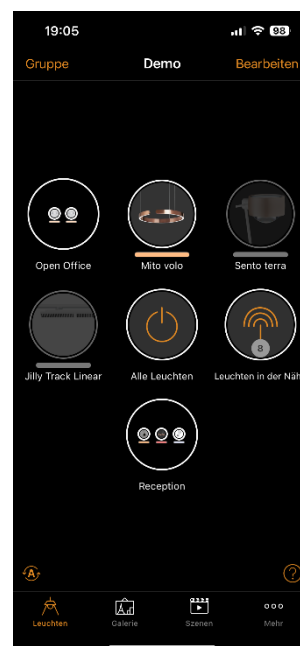 19:05
98
Gruppe Demo Bearbeiten
Open Office Mito volo Sento terra
8
Jilly Track Linear Alle Leuchten Leuchten in der Näh
Reception
A ?
Leuchten Galerie Szenen Mehr